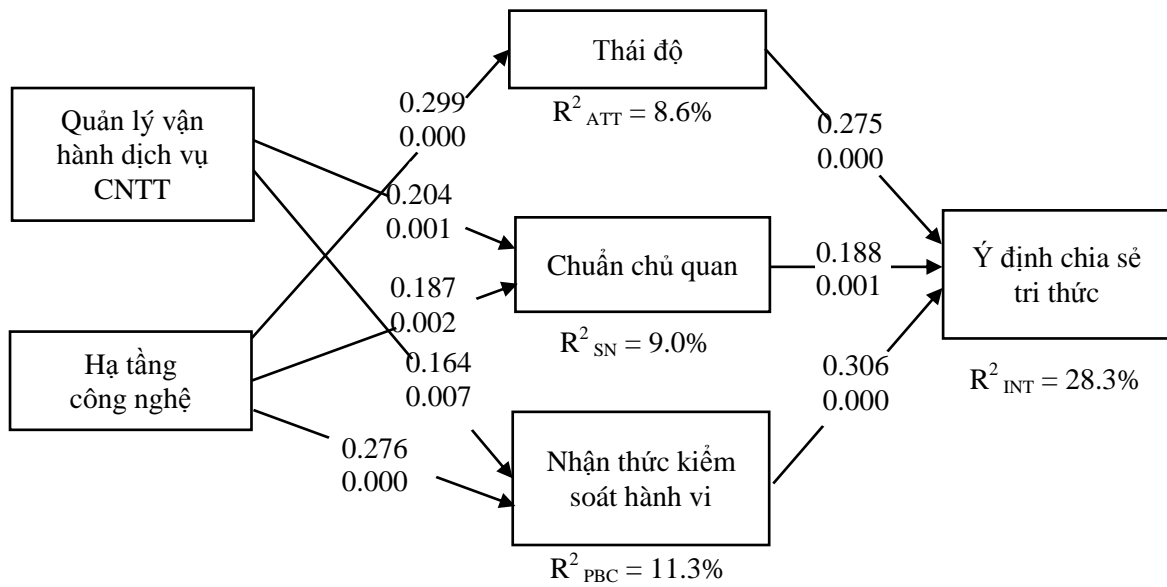 Thái độ
R² ATT = 8.6%
Quản lý vận
hành dịch vụ
CNTT
0.299
0.000
0.275
0.000
0.204
0.001
Chuẩn chủ quan
R² SN = 9.0%
0.188
0.001
Ý định chia sẻ
tri thức
R² INT = 28.3%
0.187
0.002
Hạ tầng
công nghệ
0.164
0.007
0.306
0.000
0.276
0.000
Nhận thức kiểm
soát hành vi
R² PBC = 11.3%